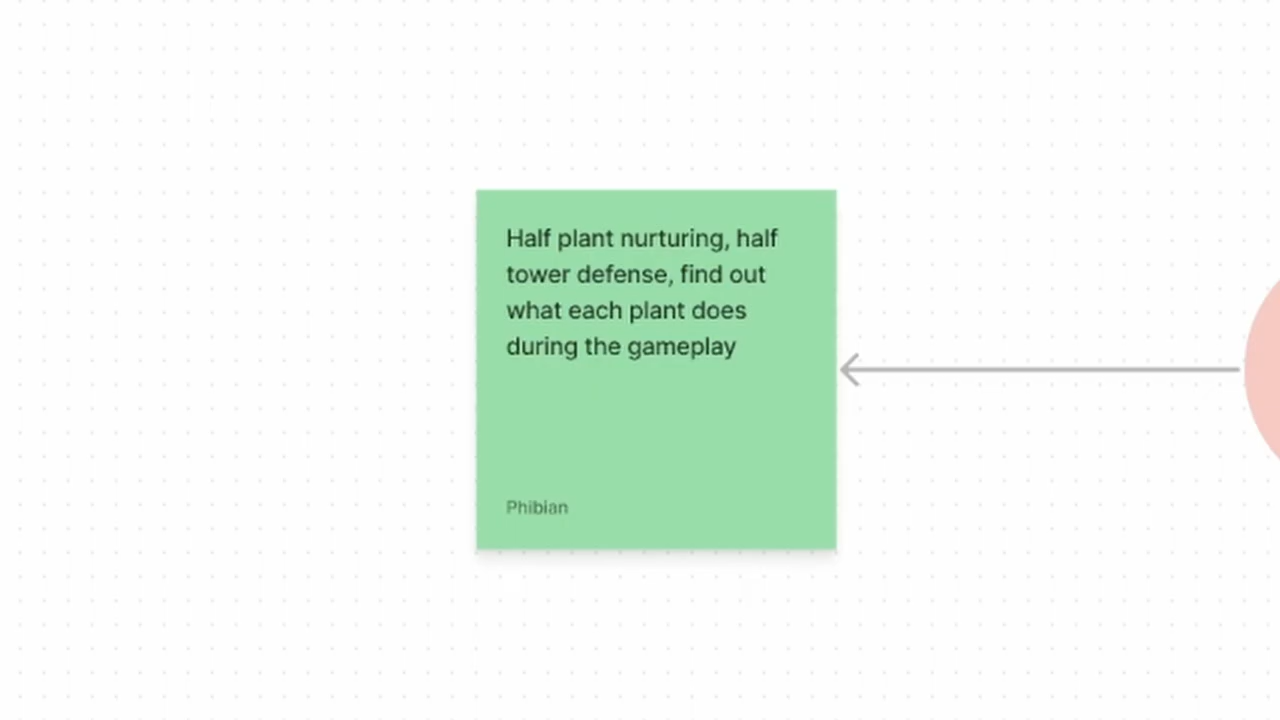 Half plant nurturing, half
tower defense, find out
what each plant does
during the gameplay
Phibian